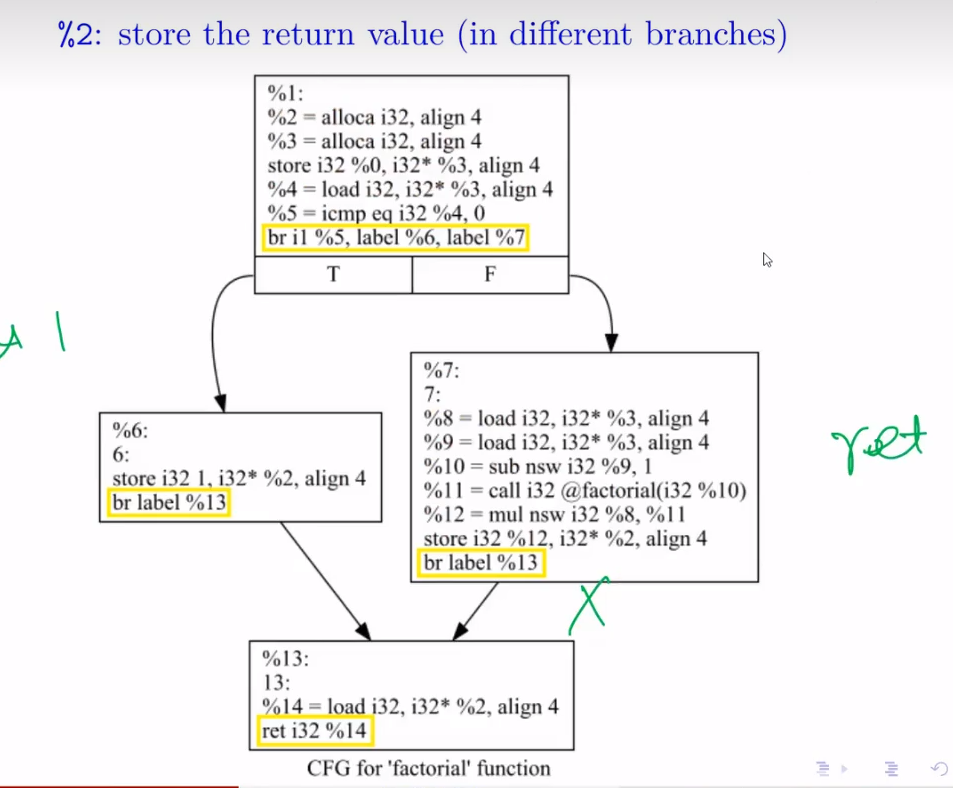 %2: store the return value (in different branches)
%1:
%2 = alloca i32, align 4
%3 = alloca i32, align 4
store i32 %0, i32* %3, align 4
%4 = load i32, i32* %3, align 4
%5 = icmp eq i32 %4, 0
br i1 %5, label %6, label %7
T
F
%7:
7:
%8 = load i32, i32* %3, align 4
%9 = load i32, i32* %3, align 4
%10 = sub nsw i32 %9, 1
%11 = call i32 @factorial(i32 %10)
%12 = mul nsw i32 %8, %11
store i32 %12, i32* %2, align 4
br label %13
%6:
6:
store i32 1, i32* %2, align 4
br label %13
ret
X
%13:
13:
%14 = load i32, i32* %2, align 4
ret i32 %14
CFG for 'factorial' function